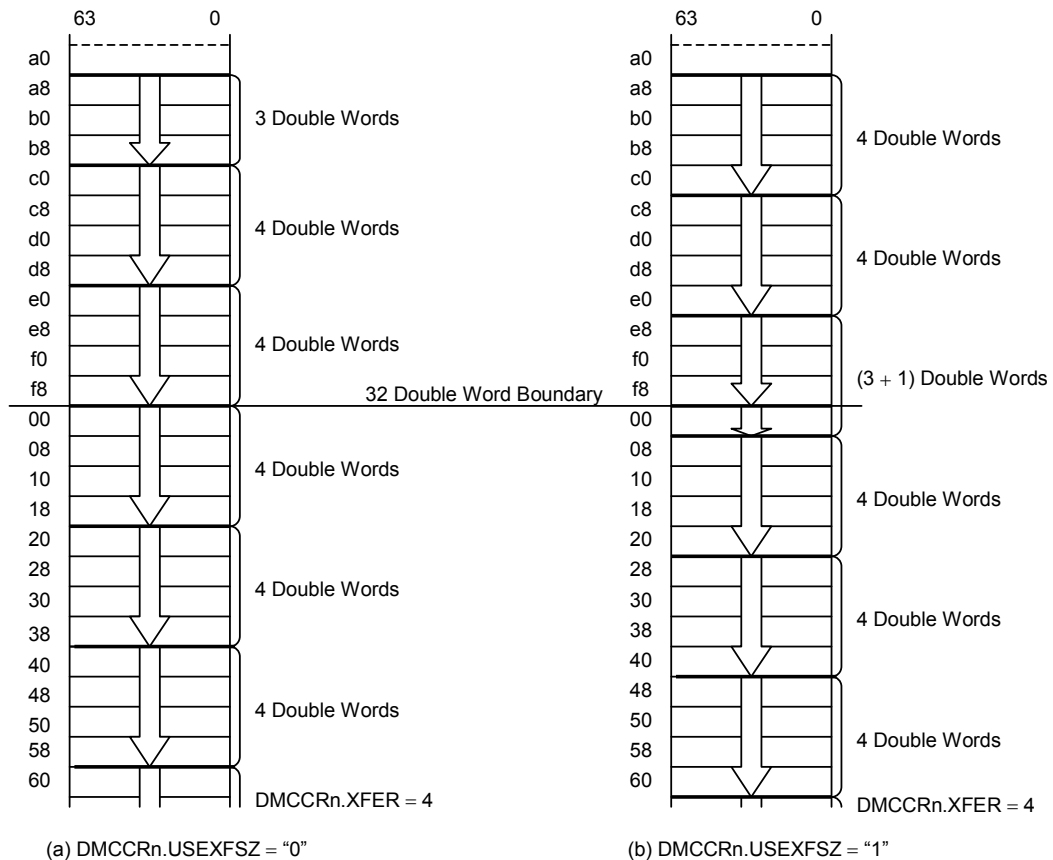 63 0
a0
a8
b0
b8
3 Double Words
c0
c8
d0
d8
4 Double Words
e0
e8
f0
f8
4 Double Words
32 Double Word Boundary
00
08
10
18
4 Double Words
20
28
30
38
4 Double Words
40
48
50
58
4 Double Words
60
DMCCRn.XFER = 4
(a) DMCCRn.USEXFSZ = “0”
63 0
a0
a8
b0
b8
c0
4 Double Words
c8
d0
d8
e0
4 Double Words
e8
f0
f8
(3 + 1) Double Words
00
08
10
18
20
4 Double Words
28
30
38
40
4 Double Words
48
50
58
60
4 Double Words
DMCCRn.XFER = 4
(b) DMCCRn.USEXFSZ = “1”